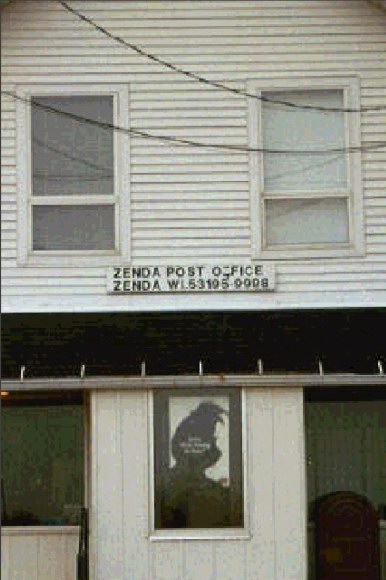 ZENDA POST OFFICE
ZENDA WI. 53195-9998